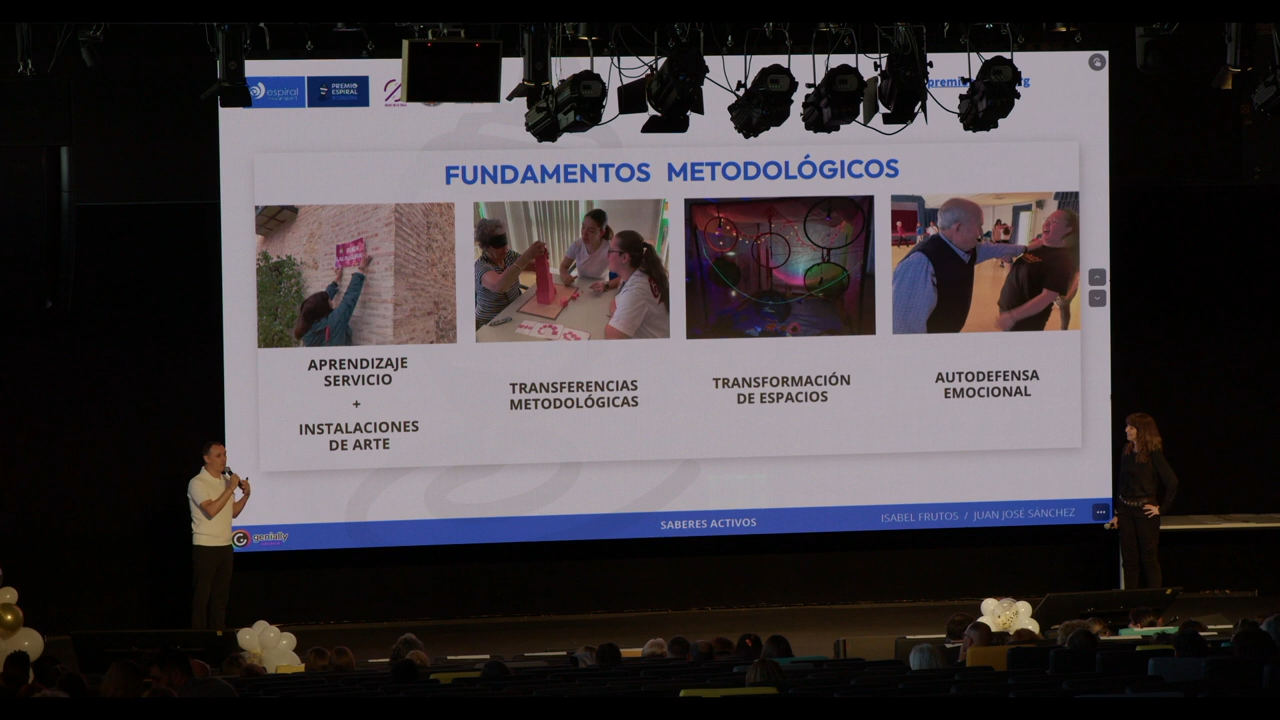 espiral
PREMIO
ESPIRAL
FUNDAMENTOS METODOLÓGICOS
APRENDIZAJE
SERVICIO
+
INSTALACIONES
DE ARTE
TRANSFERENCIAS
METODOLÓGICAS
TRANSFORMACIÓN
DE ESPACIOS
AUTODEFENSA
EMOCIONAL
genially
SABERES ACTIVOS
ISABEL FRUTOS / JUAN JOSÉ SÁNCHEZ